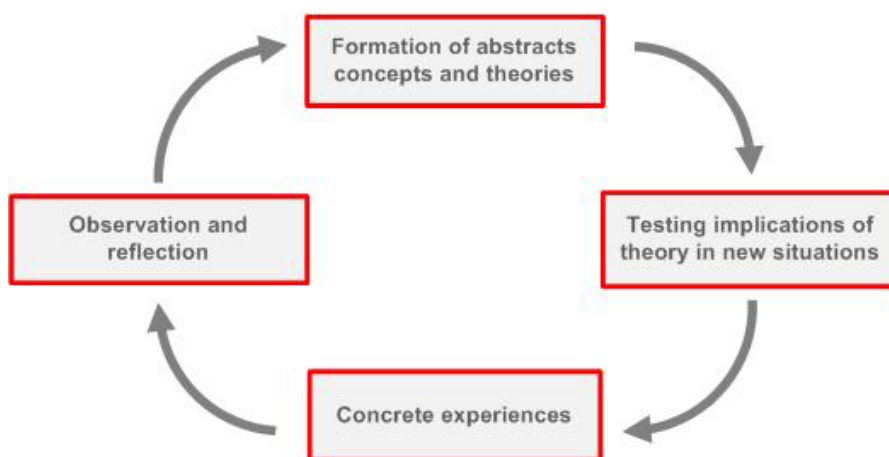 Formation of abstracts
concepts and theories
Observation and
reflection
Testing implications of
theory in new situations
Concrete experiences